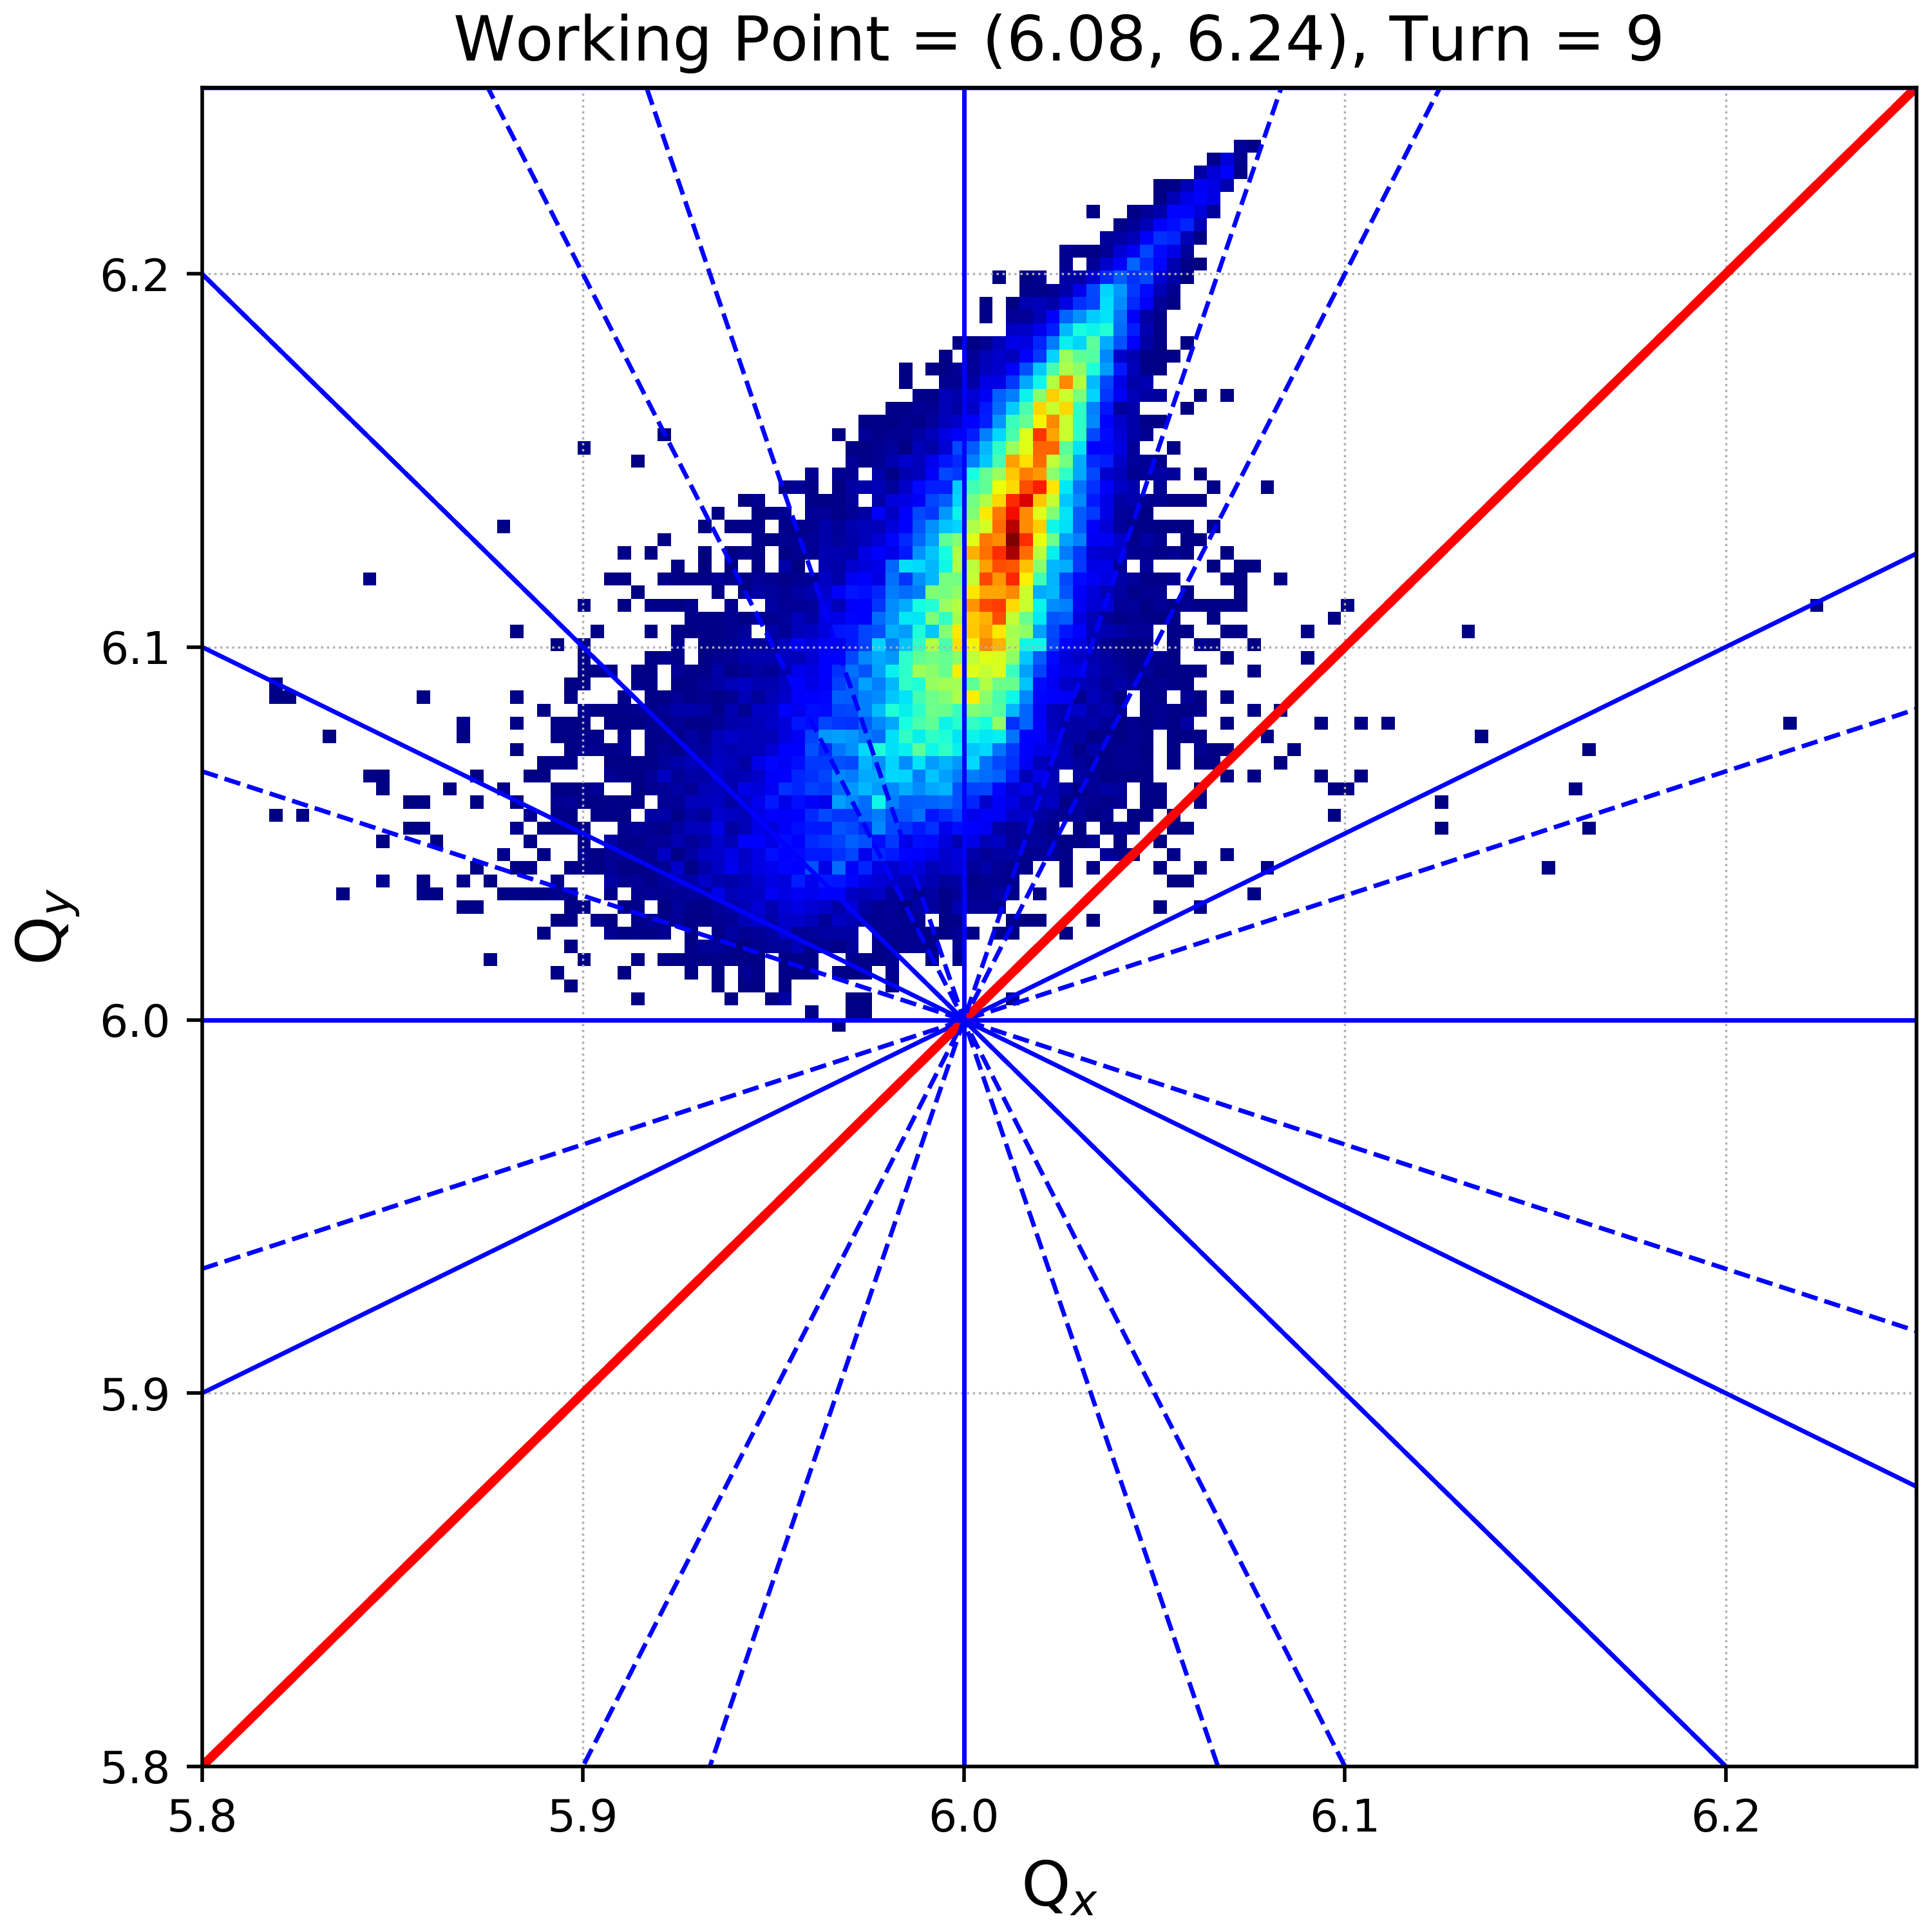 Working Point = (6.08, 6.24), Turn = 9
6.2
6.1
6.0
5.9
5.8
Qy
5.8 5.9 6.0 6.1 6.2
Qx